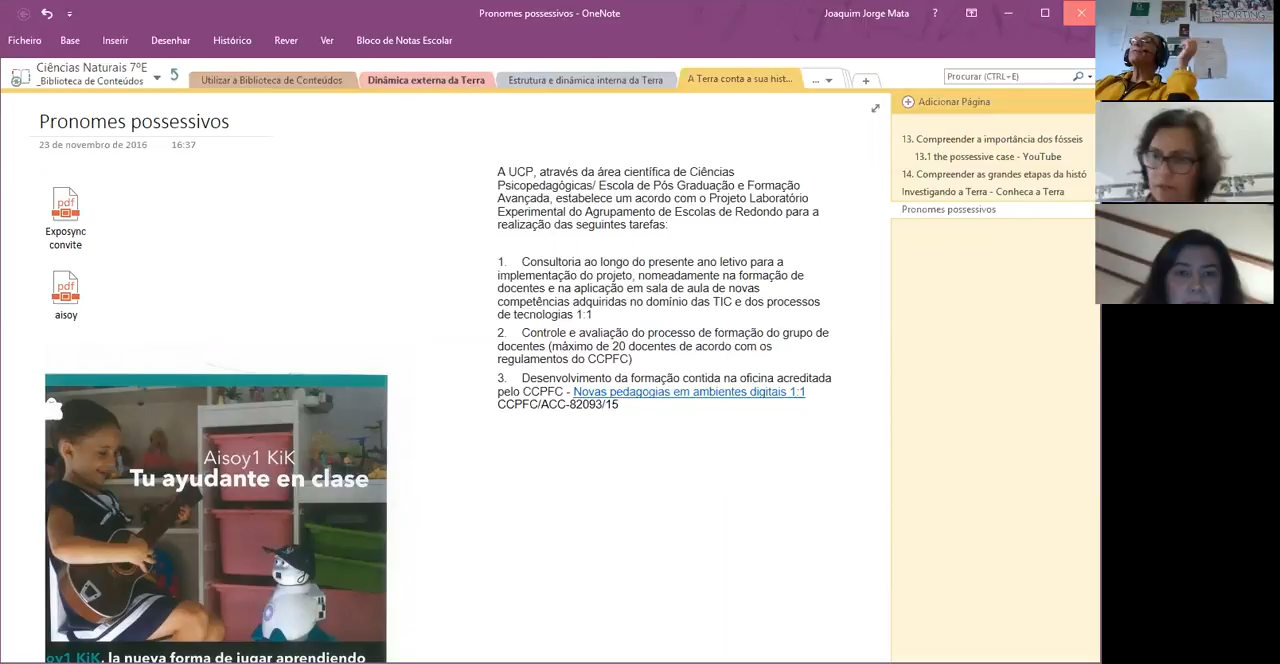 Pronomes possessivos - OneNote
Joaquim Jorge Mata
?
Ficheiro
Base
Inserir
Desenhar
Histórico
Rever
Ver
Bloco de Notas Escolar
SPORTING
Ciências Naturais 7ºE
_Biblioteca de Conteúdos
5
Utilizar a Biblioteca de Conteúdos
Dinâmica externa da Terra
Estrutura e dinâmica interna da Terra
A Terra conta a sua hist...
...
Procurar (CTRL+E)
Adicionar Página
13. Compreender a importância dos fósseis
13.1 the possessive case - YouTube
14. Compreender as grandes etapas da histó
Investigando a Terra - Conheca a Terra
Pronomes possessivos
Pronomes possessivos
23 de novembro de 2016
16:37
pdf
Exposync
convite
pdf
aisoy
A UCP, através da área científica de Ciências
Psicopedagógicas/ Escola de Pós Graduação e Formação
Avançada, estabelece um acordo com o Projeto Laboratório
Experimental do Agrupamento de Escolas de Redondo para a
realização das seguintes tarefas:
1. Consultoria ao longo do presente ano letivo para a
implementação do projeto, nomeadamente na formação de
docentes e na aplicação em sala de aula de novas
competências adquiridas no domínio das TIC e dos processos
de tecnologias 1:1
2. Controle e avaliação do processo de formação do grupo de
docentes (máximo de 20 docentes de acordo com os
regulamentos do CCPFC)
3. Desenvolvimento da formação contida na oficina acreditada
pelo CCPFC - Novas pedagogias em ambientes digitais 1:1
CCPFC/ACC-82093/15
Aisoy1 KiK
Tu ayudante en clase
oy1 KiK, la nueva forma de jugar aprendiendo